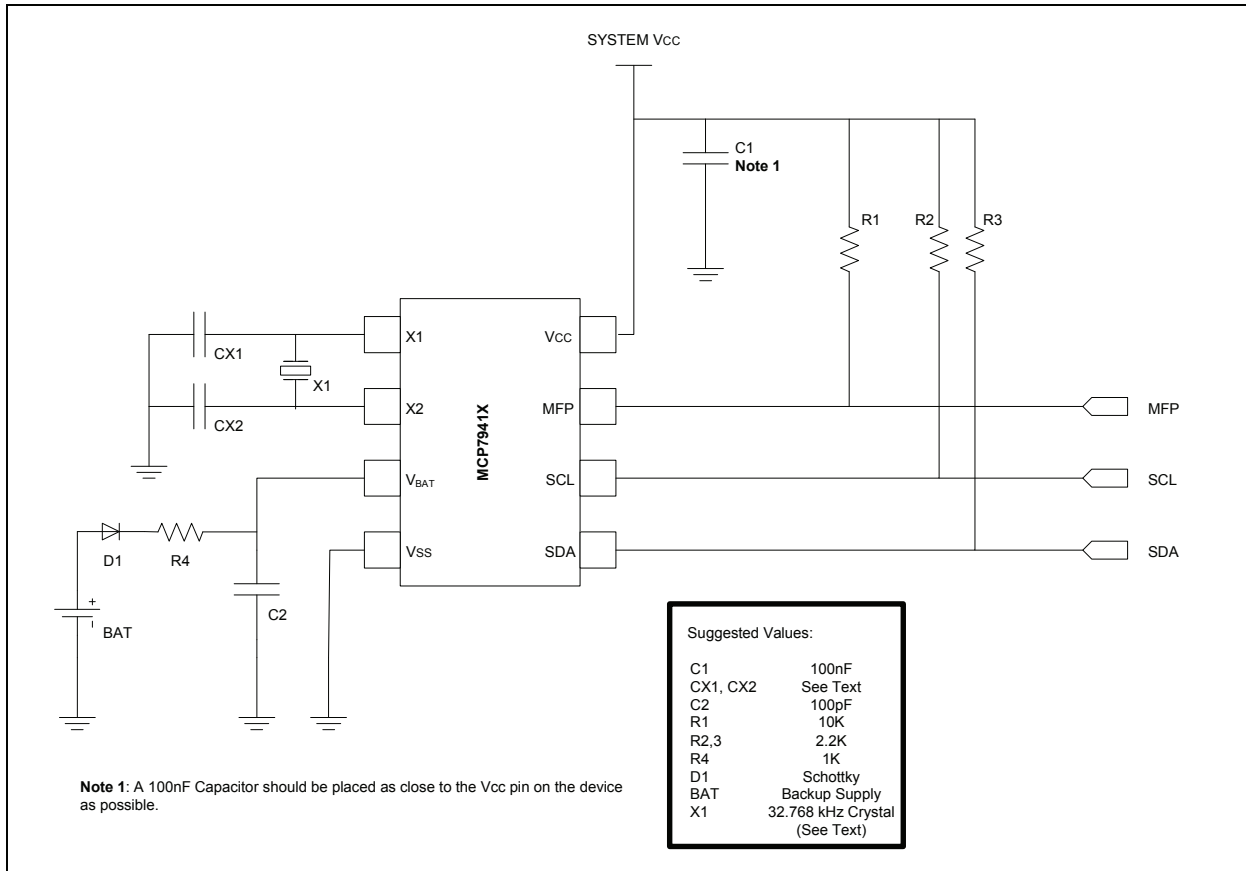 SYSTEM VCC
C1
Note 1
R1
R2
R3
X1
VCC
CX1
X1
X2
MFP
MFP
CX2
MCP7941X
VBAT
SCL
SCL
D1
R4
VSS
SDA
SDA
C2
+
BAT
Suggested Values:
C1 100nF
CX1, CX2 See Text
C2 100pF
R1 10K
R2,3 2.2K
R4 1K
D1 Schottky
BAT Backup Supply
X1 32.768 kHz Crystal
(See Text)
Note 1: A 100nF Capacitor should be placed as close to the Vcc pin on the device
as possible.